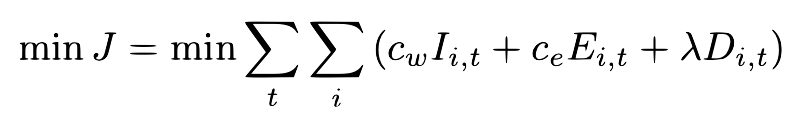 min J = min ∑_t ∑_i (c_w I_{i,t} + c_e E_{i,t} + λD_{i,t})